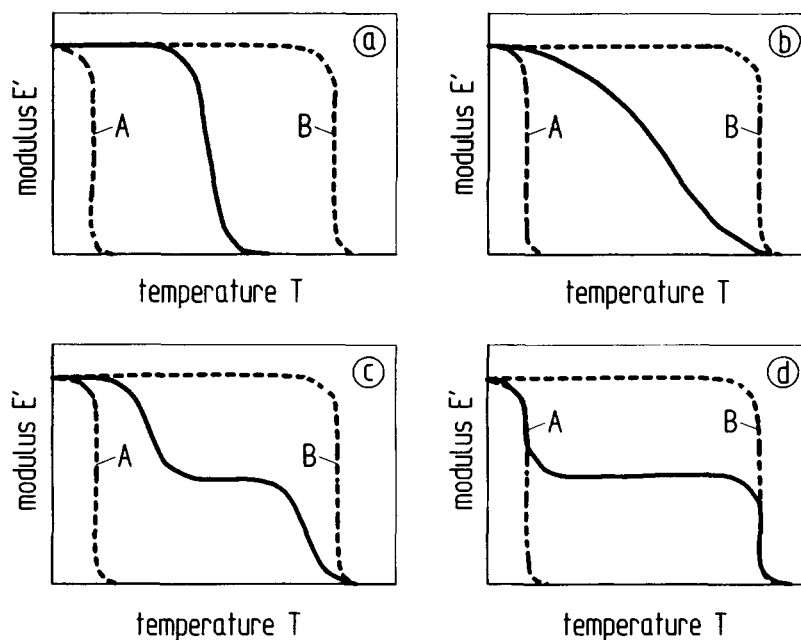 ⓐ
modulus E'
A
B
temperature T
ⓑ
modulus E'
A
B
temperature T
ⓒ
modulus E'
A
B
temperature T
ⓓ
modulus E'
A
B
temperature T